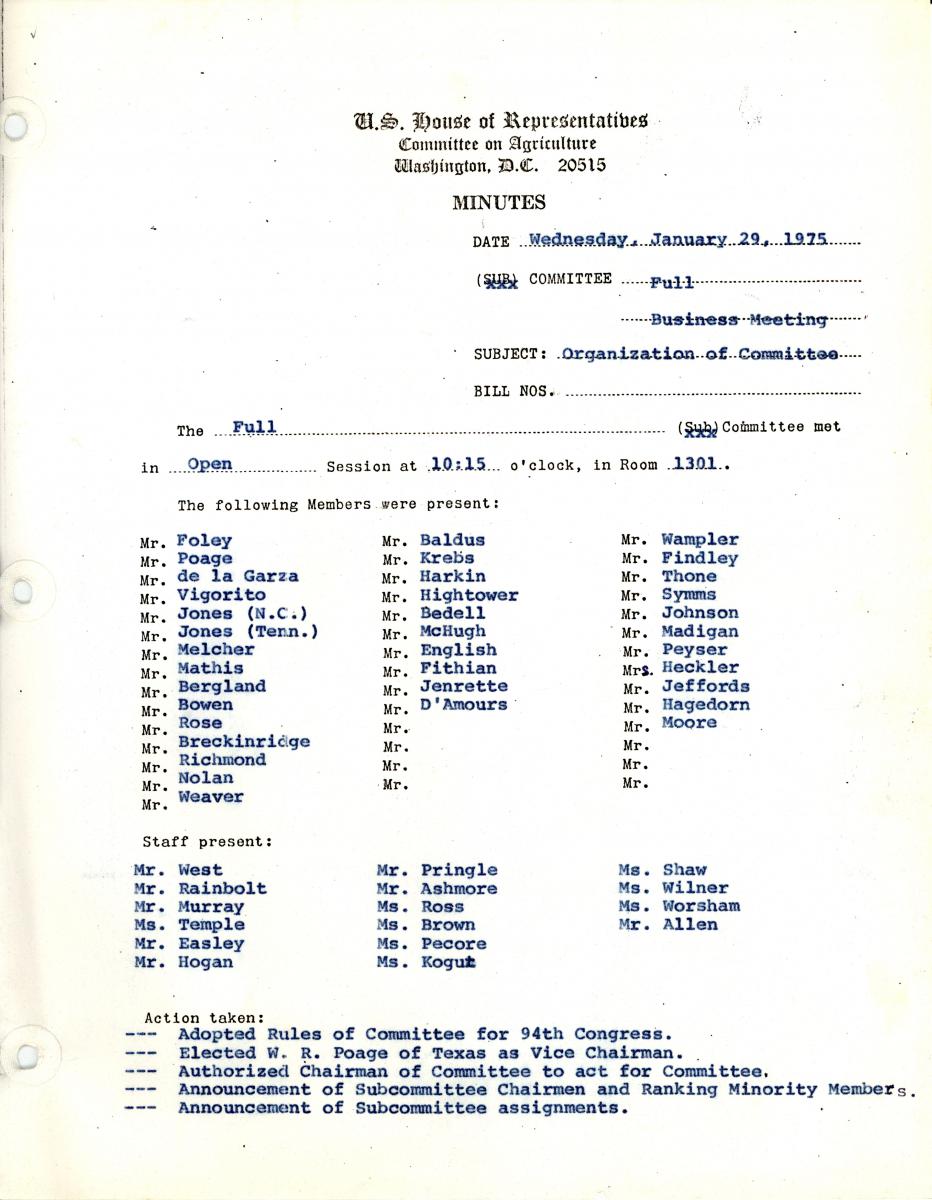 U.S. House of Representatives
Committee on Agriculture
Washington, D.C. 20515
MINUTES
DATE Wednesday, January 29, 1975
(SUB) COMMITTEE Full
Business Meeting
SUBJECT: Organization of Committee
BILL NOS.
The Full (Sub) Committee met
in Open Session at 10:15 o'clock, in Room 1301.
The following Members were present:
Mr. Foley Mr. Baldus Mr. Wampler
Mr. Poage Mr. Krebs Mr. Findley
Mr. de la Garza Mr. Harkin Mr. Thone
Mr. Vigorito Mr. Hightower Mr. Symms
Mr. Jones (N.C.) Mr. Bedell Mr. Johnson
Mr. Jones (Tenn.) Mr. McHugh Mr. Madigan
Mr. Melcher Mr. English Mr. Peyser
Mr. Mathis Mr. Fithian Mrs. Heckler
Mr. Bergland Mr. Jenrette Mr. Jeffords
Mr. Bowen Mr. D'Amours Mr. Hagedorn
Mr. Rose Mr. Mr. Moore
Mr. Breckinridge Mr. Mr.
Mr. Richmond Mr. Mr.
Mr. Nolan Mr. Mr.
Mr. Weaver
Staff present:
Mr. West Mr. Pringle Ms. Shaw
Mr. Rainbolt Mr. Ashmore Ms. Wilner
Mr. Murray Ms. Ross Ms. Worsham
Ms. Temple Ms. Brown Mr. Allen
Mr. Easley Ms. Pecore
Mr. Hogan Ms. Kogut
Action taken:
--- Adopted Rules of Committee for 94th Congress.
--- Elected W. R. Poage of Texas as Vice Chairman.
--- Authorized Chairman of Committee to act for Committee.
--- Announcement of Subcommittee Chairmen and Ranking Minority Members.
--- Announcement of Subcommittee assignments.